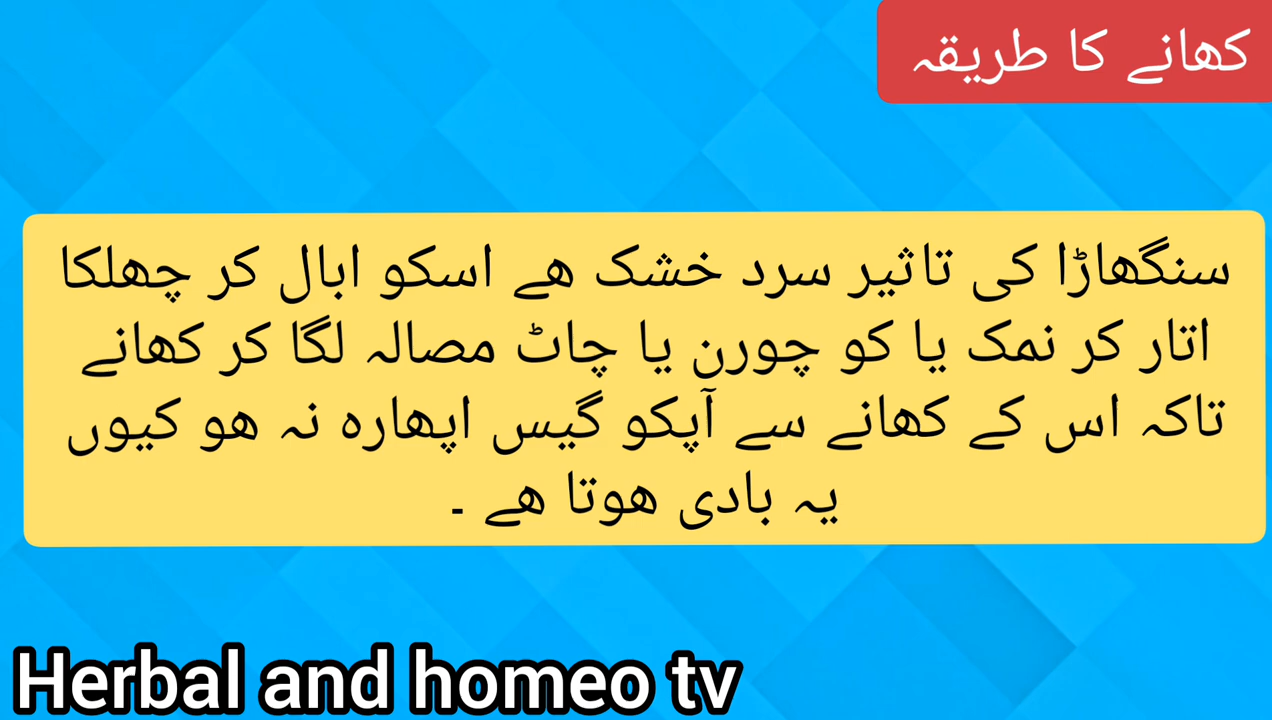 کھانے کا طریقہ
سنگھاڑا کی تاثیر سرد خشک ھے اسکو ابال کر چھلکا
اتار کر نمک یا کو چورن یا چاٹ مصالہ لگا کر کھانے
تاکہ اس کے کھانے سے آپکو گیس اپھارہ نہ ھو کیوں
یہ بادی ھوتا ھے ۔
Herbal and homeo tv